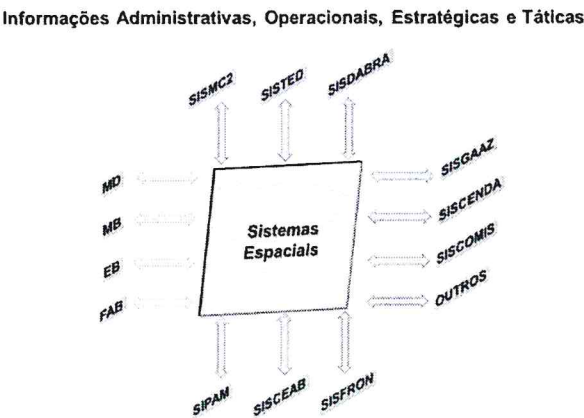 Informações Administrativas, Operacionais, Estratégicas e Táticas
SISMC2
SISTED
SISDABRA
MD
MB
EB
FAB
Sistemas
Espaciais
SISGAAZ
SISCENDA
SISCOMIS
OUTROS
SIPAM
SISCEAB
SISFRON